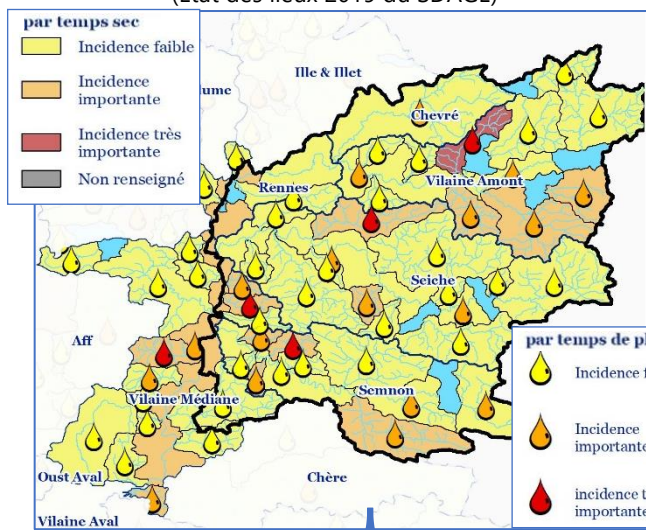 (Etat des lieux 2019 du SDAGE)
par temps sec
Incidence faible
Incidence
importante
Incidence très
importante
Non renseigné
Ille & Illet
Chevré
Rennes
Vilaine Amont
Seiche
Aff
Vilaine Médiane
Semnon
Oust Aval
Chère
Vilaine Aval
par temps de pl
Incidence f
Incidence
importante
incidence t
importante